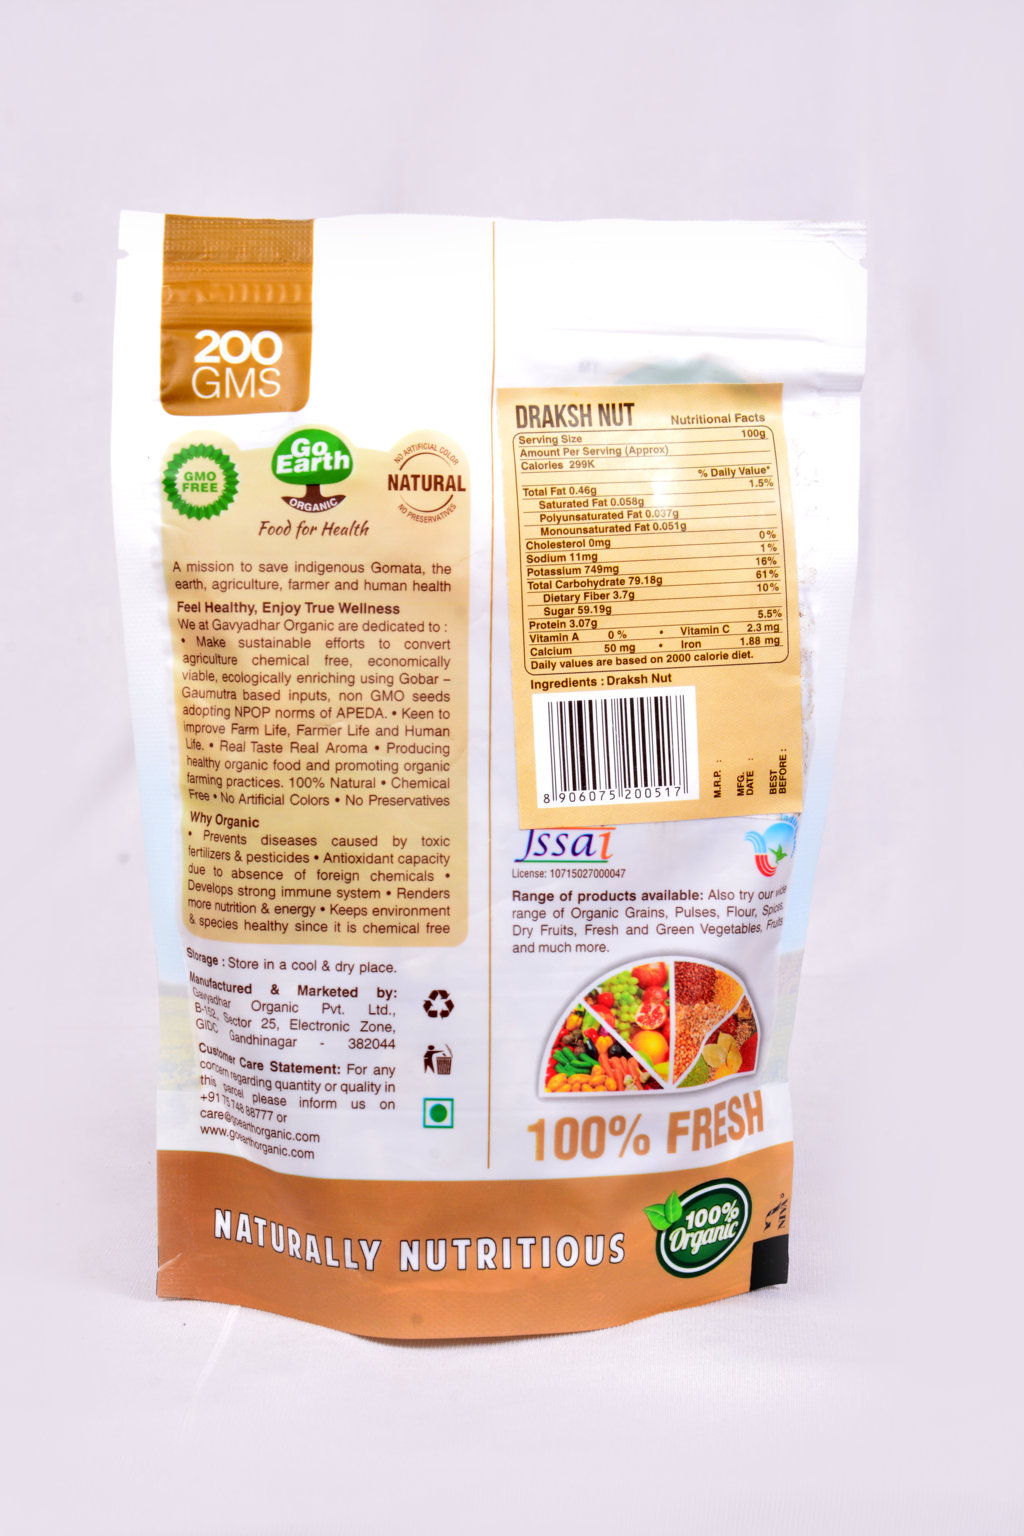 200
GMS
GMO
FREE
Go
Earth
ORGANIC
Food for Health
NO ARTIFICIAL COLOR
NATURAL
NO PRESERVATIVES
A mission to save indigenous Gomata, the
earth, agriculture, farmer and human health
Feel Healthy, Enjoy True Wellness
We at Gavyadhar Organic are dedicated to :
• Make sustainable efforts to convert
agriculture chemical free, economically
viable, ecologically enriching using Gobar –
Gaumutra based inputs, non GMO seeds
adopting NPOP norms of APEDA. • Keen to
improve Farm Life, Farmer Life and Human
Life. • Real Taste Real Aroma • Producing
healthy organic food and promoting organic
farming practices. 100% Natural • Chemical
Free • No Artificial Colors • No Preservatives
Why Organic
• Prevents diseases caused by toxic
fertilizers & pesticides • Antioxidant capacity
due to absence of foreign chemicals •
Develops strong immune system • Renders
more nutrition & energy • Keeps environment
& species healthy since it is chemical free
Storage : Store in a cool & dry place.
Manufactured & Marketed by:
Gavyadhar Organic Pvt. Ltd.,
B-152, Sector 25, Electronic Zone,
GIDC Gandhinagar - 382044
Customer Care Statement: For any
concern regarding quantity or quality in
this parcel please inform us on
+91 75 748 88777 or
care@goearthorganic.com
www.goearthorganic.com
DRAKSH NUT Nutritional Facts
Serving Size 100g
Amount Per Serving (Approx)
Calories 299K
% Daily Value*
Total Fat 0.46g 1.5%
Saturated Fat 0.058g
Polyunsaturated Fat 0.037g
Monounsaturated Fat 0.051g
Cholesterol 0mg 0%
Sodium 11mg 1%
Potassium 749mg 16%
Total Carbohydrate 79.18g 61%
Dietary Fiber 3.7g 10%
Sugar 59.19g
Protein 3.07g 5.5%
Vitamin A 0 % • Vitamin C 2.3 mg
Calcium 50 mg • Iron 1.88 mg
Daily values are based on 2000 calorie diet.
Ingredients : Draksh Nut
8 906075 200517
M.R.P. :
MFG. DATE :
BEST BEFORE :
fssai
License: 10715027000047
Range of products available: Also try our wide
range of Organic Grains, Pulses, Flour, Spices,
Dry Fruits, Fresh and Green Vegetables, Fruits
and much more.
100% FRESH
NATURALLY NUTRITIOUS
100%
Organic